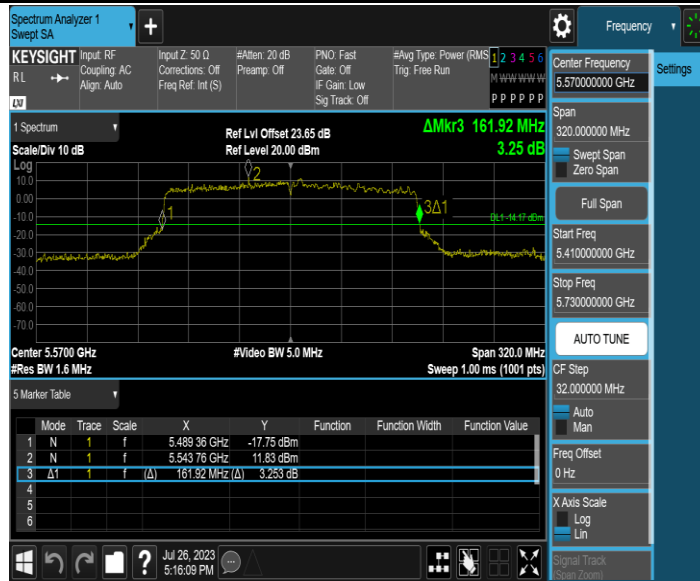 Spectrum Analyzer 1
Swept SA
+
Frequency
KEYSIGHT
RL
LXI
Input: RF
Coupling: AC
Align: Auto
Input Z: 50 Ω
Corrections: Off
Freq Ref: Int (S)
#Atten: 20 dB
Preamp: Off
PNO: Fast
Gate: Off
IF Gain: Low
Sig Track: Off
#Avg Type: Power (RMS
Trig: Free Run
1 2 3 4 5 6
M W W W W W
P P P P P P
1 Spectrum
Scale/Div 10 dB
Ref Lvl Offset 23.65 dB
Ref Level 20.00 dBm
ΔMkr3 161.92 MHz
3.25 dB
Log
10.0
0.00
-10.0
-20.0
-30.0
-40.0
-50.0
-60.0
-70.0
1
2
3Δ1
DL1 -14.17 dBm
Center 5.5700 GHz
#Video BW 5.0 MHz
Span 320.0 MHz
#Res BW 1.6 MHz
Sweep 1.00 ms (1001 pts)
5 Marker Table
Mode Trace Scale X Y Function Function Width Function Value
1 N 1 f 5.489 36 GHz -17.75 dBm
2 N 1 f 5.543 76 GHz 11.83 dBm
3 Δ1 1 f (Δ) 161.92 MHz (Δ) 3.253 dB
4
5
6
?
Jul 26, 2023
5:16:09 PM
Center Frequency
5.570000000 GHz
Settings
Span
320.000000 MHz
Swept Span
Zero Span
Full Span
Start Freq
5.410000000 GHz
Stop Freq
5.730000000 GHz
AUTO TUNE
CF Step
32.000000 MHz
Auto
Man
Freq Offset
0 Hz
X Axis Scale
Log
Lin
Signal Track
(Span Zoom)